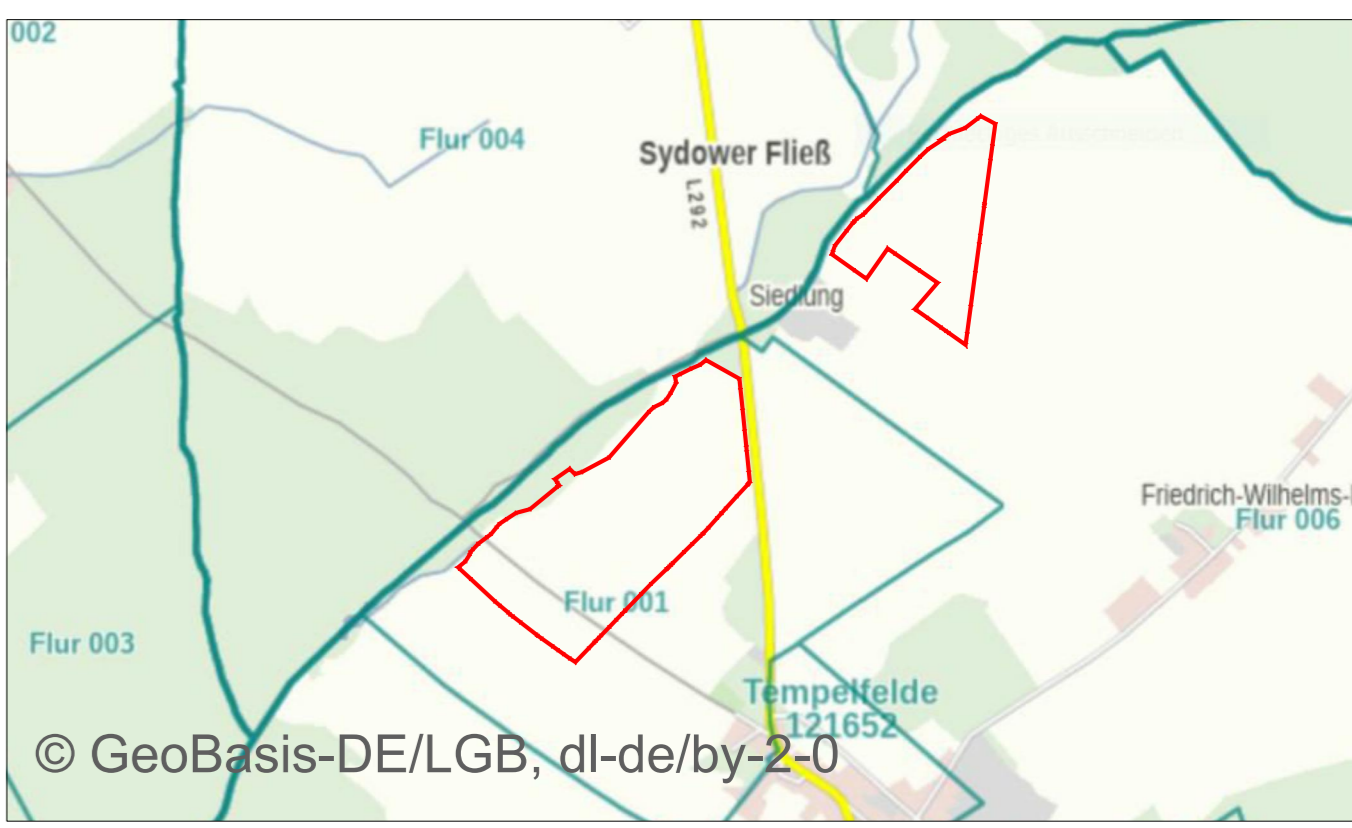 002
Flur 004
Sydower Fließ
L292
Siedlung
Friedrich-Wilhelms-
Flur 006
Flur 001
Flur 003
Tempelfelde
121652
© GeoBasis-DE/LGB, dl-de/by-2-0